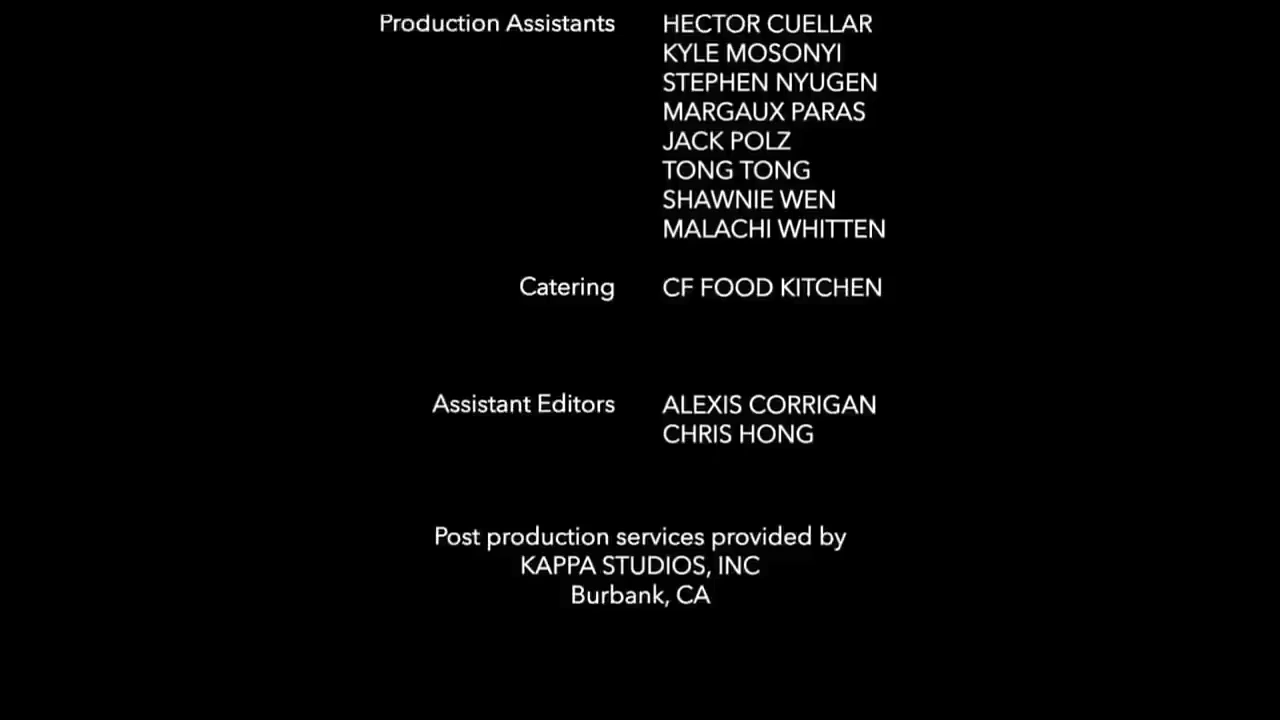 Production Assistants HECTOR CUELLAR
KYLE MOSONYI
STEPHEN NYUGEN
MARGAUX PARAS
JACK POLZ
TONG TONG
SHAWNIE WEN
MALACHI WHITTEN
Catering CF FOOD KITCHEN
Assistant Editors ALEXIS CORRIGAN
CHRIS HONG
Post production services provided by
KAPPA STUDIOS, INC
Burbank, CA